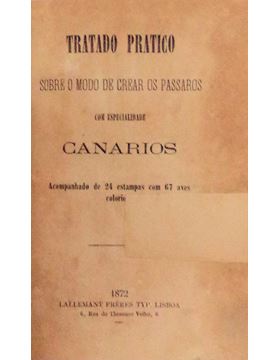 TRATADO PRATICO
SOBRE O MODO DE CREAR OS PASSAROS
COM ESPECIALIDADE
CANARIOS
Acompanhado de 24 estampas com 67 aves
colorid
1872
LALLEMANT FRÈRES TYP. LISBOA
6, Rua do Thesouro Velho, 6